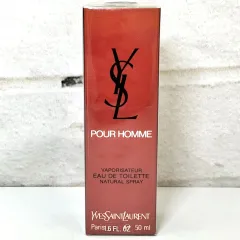 YSL
POUR HOMME
VAPORISATEUR
EAU DE TOILETTE
NATURAL SPRAY
YVESSAINTLAURENT
Paris 1.6 FL. OZ. 50 ml